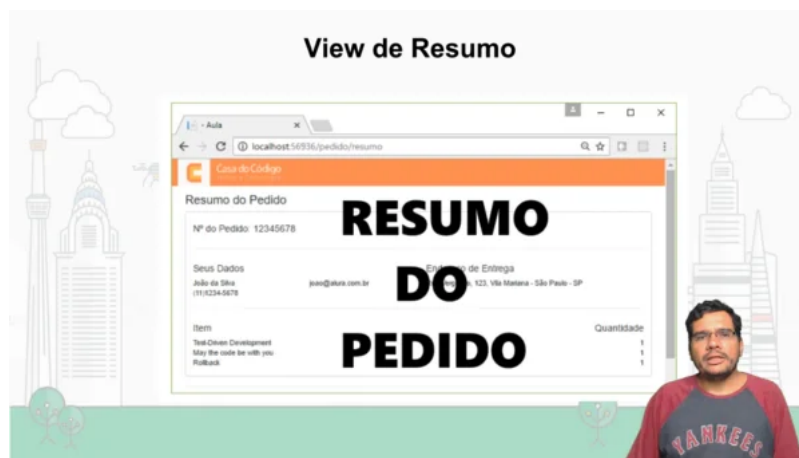 View de Resumo
- Aula
localhost:56936/pedido/resumo
Casa do Código
Resumo do Pedido
RESUMO
Nº do Pedido: 12345678
DO
Seus Dados
de Entrega
João da Silva
joao@alura.com.br
, 123, Vila Mariana - São Paulo - SP
(11)1234-5678
PEDIDO
Item
Quantidade
Test-Driven Development
1
May the code be with you
1
Rollback
1
YANKEES